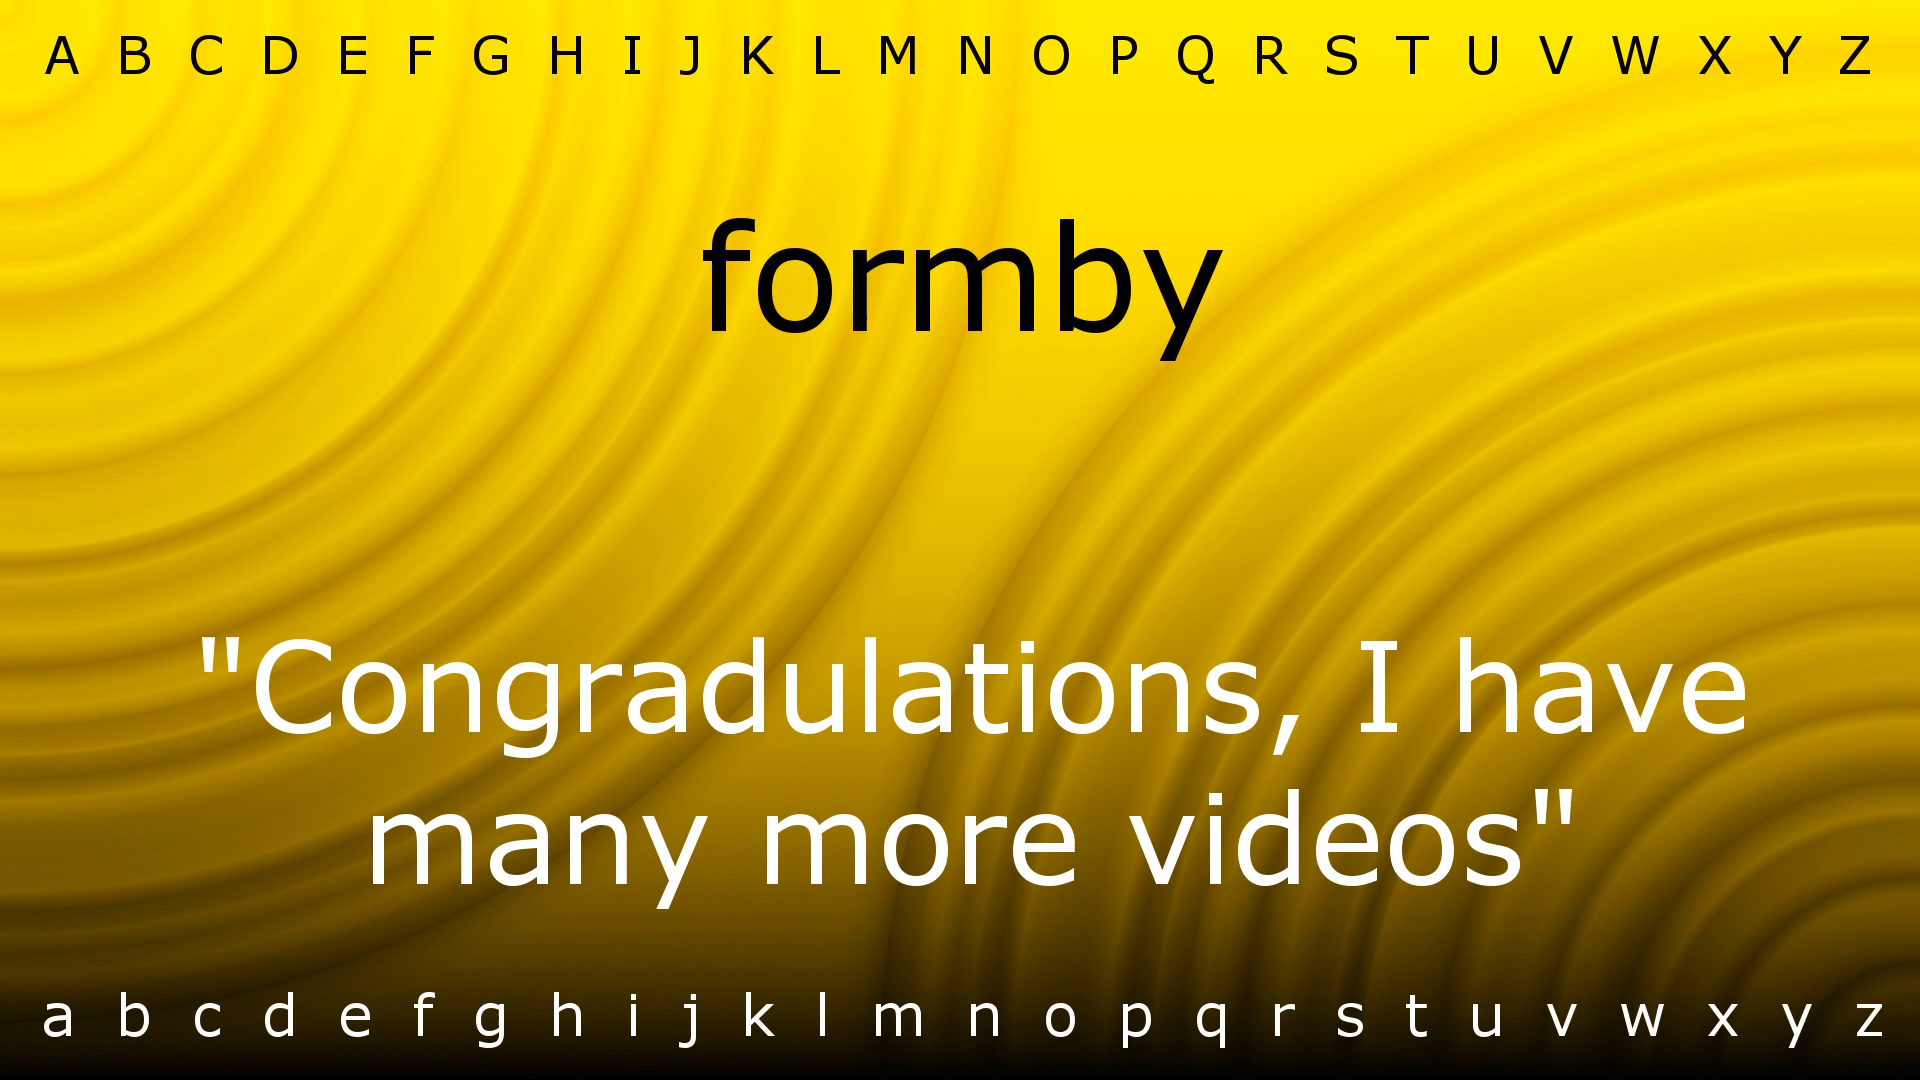 A B C D E F G H I J K L M N O P Q R S T U V W X Y Z
formby
"Congradulations, I have
many more videos"
a b c d e f g h i j k l m n o p q r s t u v w x y z